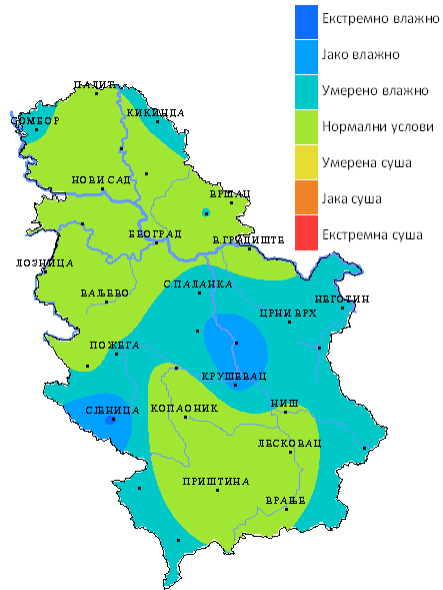 Екстремно влажно
Јако влажно
Умерено влажно
Нормални услови
Умерена суша
Јака суша
Екстремна суша
ПАЛИЋ
СОМБОР
КИКИНДА
НОВИ САД
ВРШАЦ
БЕОГРАД
В.ГРАДИШТЕ
ЛОЗНИЦА
ВАЉЕВО
С.ПАЛАНКА
НЕГОТИН
ЦРНИ ВРХ
ПОЖЕГА
КРУШЕВАЦ
СЈЕНИЦА
КОПАОНИК
НИШ
ЛЕСКОВАЦ
ПРИШТИНА
ВРАЊЕ